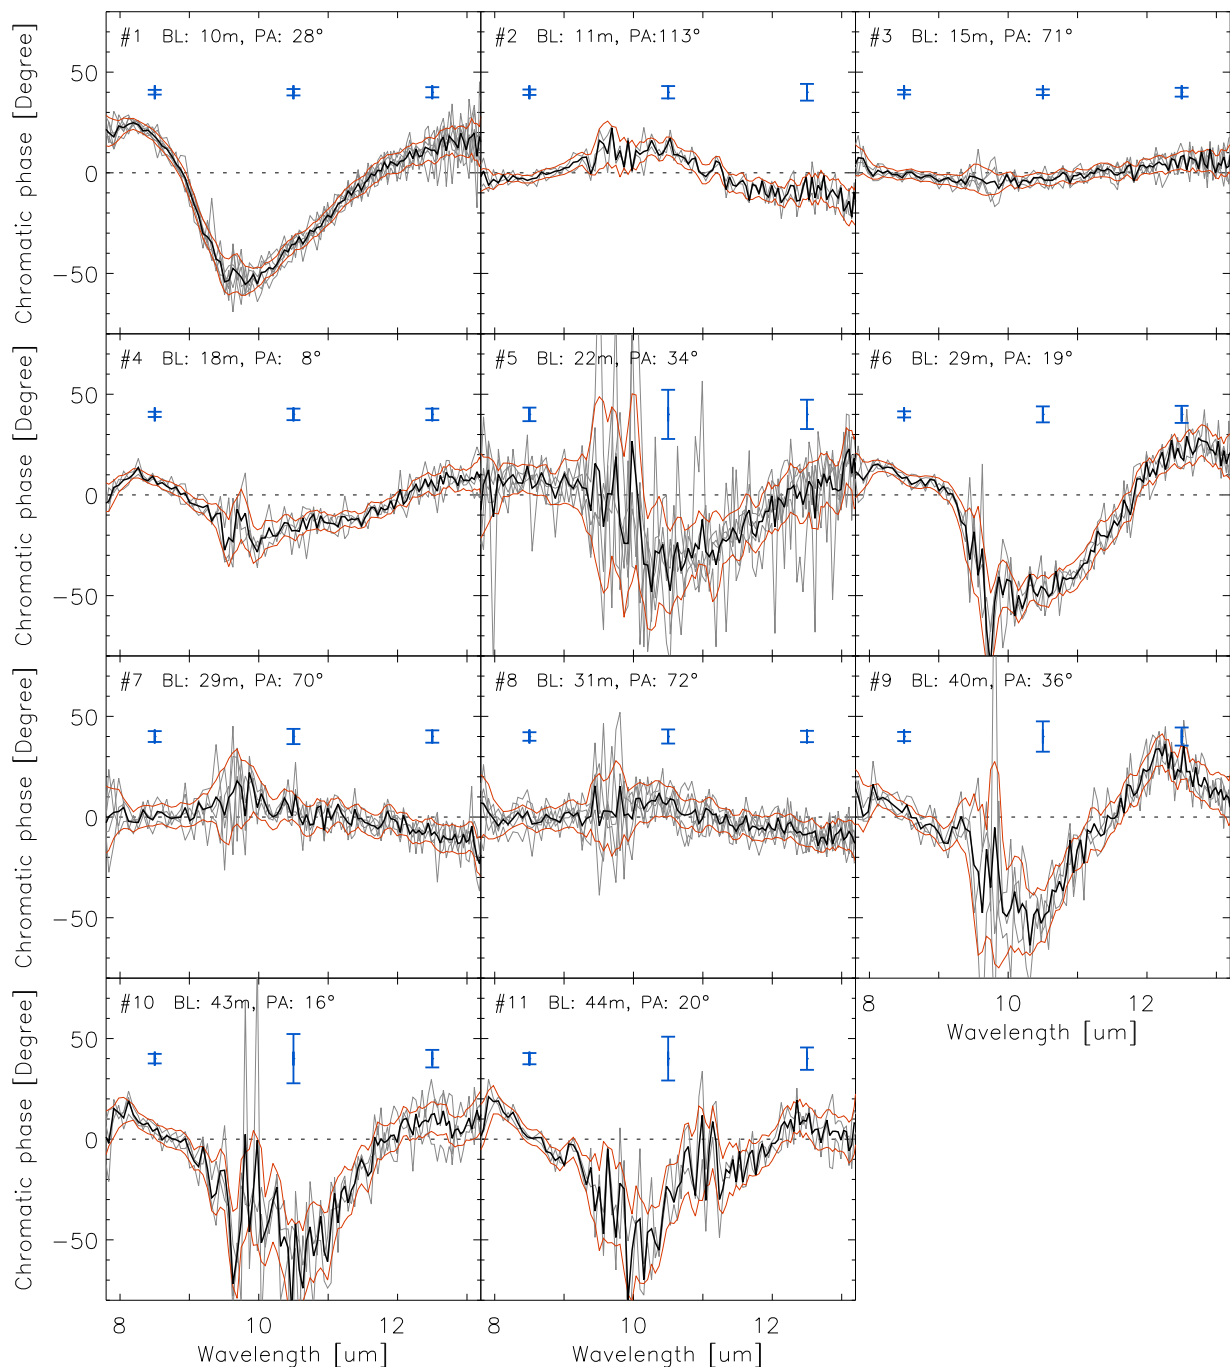 #1 BL: 10m, PA: 28°
#2 BL: 11m, PA:113°
#3 BL: 15m, PA: 71°
50
0
−50
Chromatic phase [Degree]
#4 BL: 18m, PA: 8°
#5 BL: 22m, PA: 34°
#6 BL: 29m, PA: 19°
50
0
−50
Chromatic phase [Degree]
#7 BL: 29m, PA: 70°
#8 BL: 31m, PA: 72°
#9 BL: 40m, PA: 36°
50
0
−50
Chromatic phase [Degree]
8 10 12
Wavelength [um]
#10 BL: 43m, PA: 16°
#11 BL: 44m, PA: 20°
50
0
−50
Chromatic phase [Degree]
8 10 12
8 10 12
Wavelength [um]
Wavelength [um]